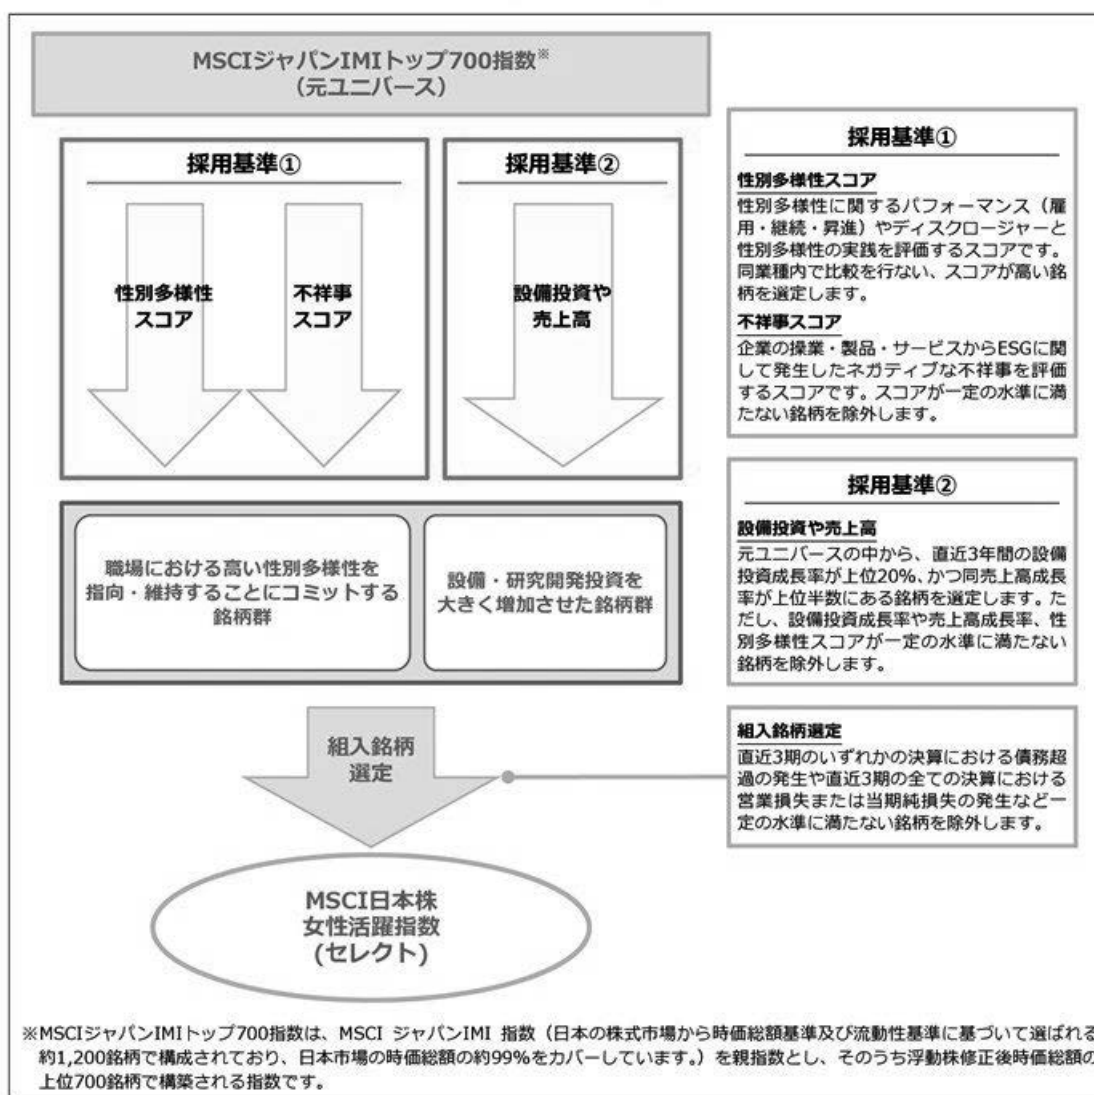 MSCIジャパンIMIトップ700指数※
（元ユニバース）
採用基準①
性別多様性
スコア
不祥事
スコア
採用基準②
設備投資や
売上高
職場における高い性別多様性を
指向・維持することにコミットする
銘柄群
設備・研究開発投資を
大きく増加させた銘柄群
組入銘柄
選定
MSCI日本株
女性活躍指数
(セレクト)
採用基準①
性別多様性スコア
性別多様性に関するパフォーマンス（雇
用・継続・昇進）やディスクロージャーと
性別多様性の実践を評価するスコアです。
同業種内で比較を行ない、スコアが高い銘
柄を選定します。
不祥事スコア
企業の操業・製品・サービスからESGに関
して発生したネガティブな不祥事を評価
するスコアです。スコアが一定の水準に満
たない銘柄を除外します。
採用基準②
設備投資や売上高
元ユニバースの中から、直近3年間の設備
投資成長率が上位20%、かつ同売上高成長
率が上位半数にある銘柄を選定します。た
だし、設備投資成長率や売上高成長率、性
別多様性スコアが一定の水準に満たない
銘柄を除外します。
組入銘柄選定
直近3期のいずれかの決算における債務超
過の発生や直近3期の全ての決算における
営業損失または当期純損失の発生など一
定の水準に満たない銘柄を除外します。
※MSCIジャパンIMIトップ700指数は、MSCI ジャパンIMI 指数（日本の株式市場から時価総額基準及び流動性基準に基づいて選ばれる
約1,200銘柄で構成されており、日本市場の時価総額の約99%をカバーしています。）を親指数とし、そのうち浮動株修正後時価総額の
上位700銘柄で構築される指数です。